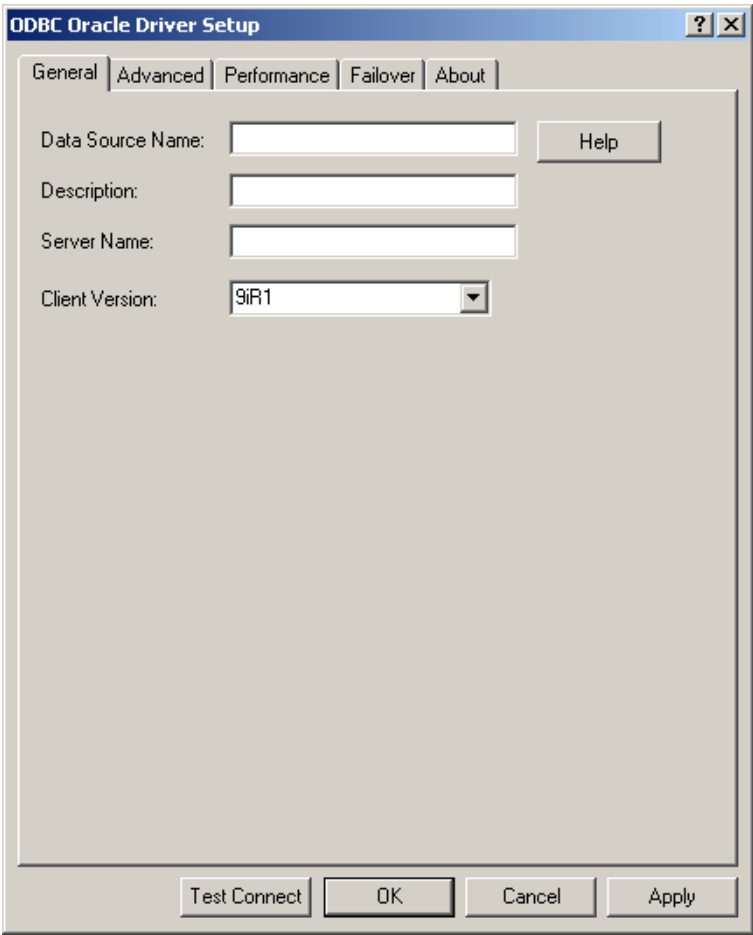 ODBC Oracle Driver Setup ?
General Advanced Performance Failover About
Data Source Name: Help
Description:
Server Name:
Client Version: 9iR1
Test Connect OK Cancel Apply